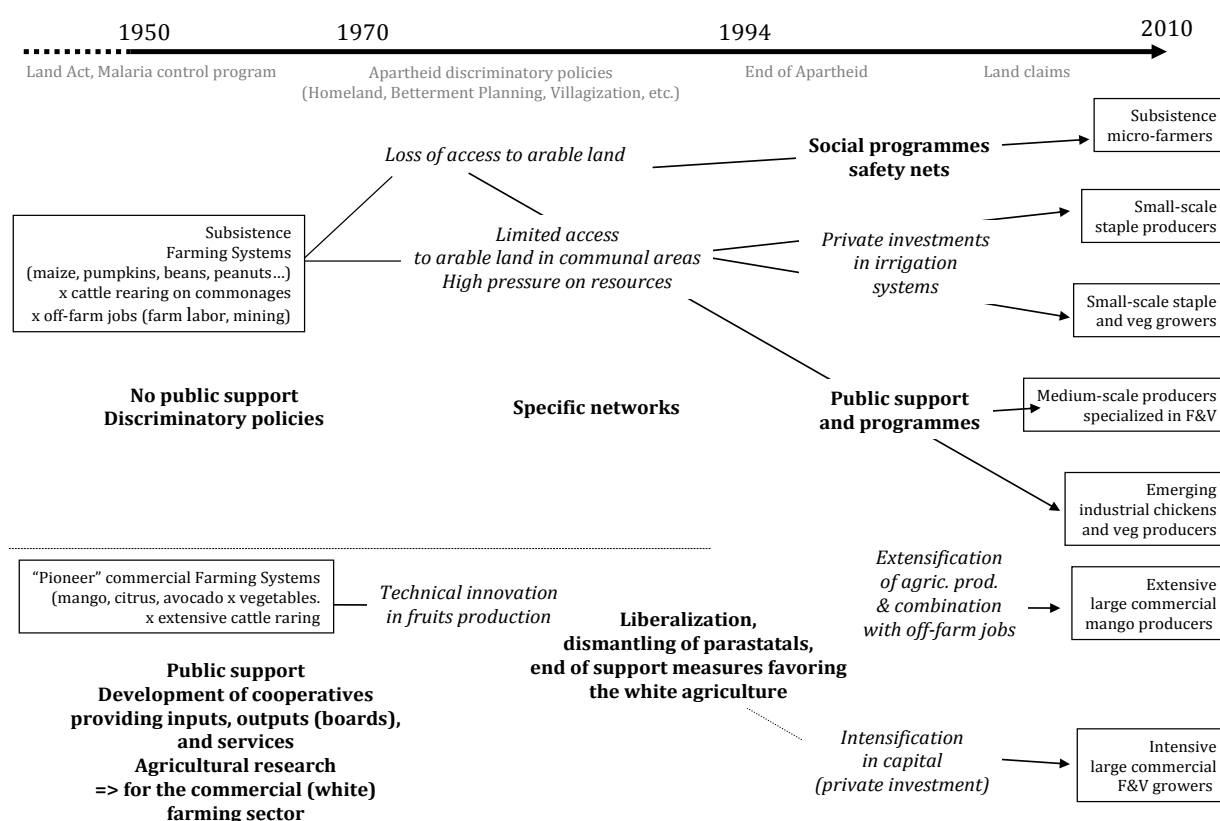 1950
1970
1994
2010
Land Act, Malaria control program
Apartheid discriminatory policies
(Homeland, Betterment Planning, Villagization, etc.)
End of Apartheid
Land claims
Subsistence
micro-farmers
Loss of access to arable land
Social programmes
safety nets
Subsistence
Farming Systems
(maize, pumpkins, beans, peanuts...)
x cattle rearing on commonages
x off-farm jobs (farm labor, mining)
Limited access
to arable land in communal areas
High pressure on resources
Private investments
in irrigation
systems
Small-scale
staple producers
Small-scale staple
and veg growers
No public support
Discriminatory policies
Specific networks
Public support
and programmes
Medium-scale producers
specialized in F&V
Emerging
industrial chickens
and veg producers
"Pioneer" commercial Farming Systems
(mango, citrus, avocado x vegetables.
x extensive cattle raring
Technical innovation
in fruits production
Extensification
of agric. prod.
& combination
with off-farm jobs
Extensive
large commercial
mango producers
Liberalization,
dismantling of parastatals,
end of support measures favoring
the white agriculture
Public support
Development of cooperatives
providing inputs, outputs (boards),
and services
Agricultural research
=> for the commercial (white)
farming sector
Intensification
in capital
(private investment)
Intensive
large commercial
F&V growers